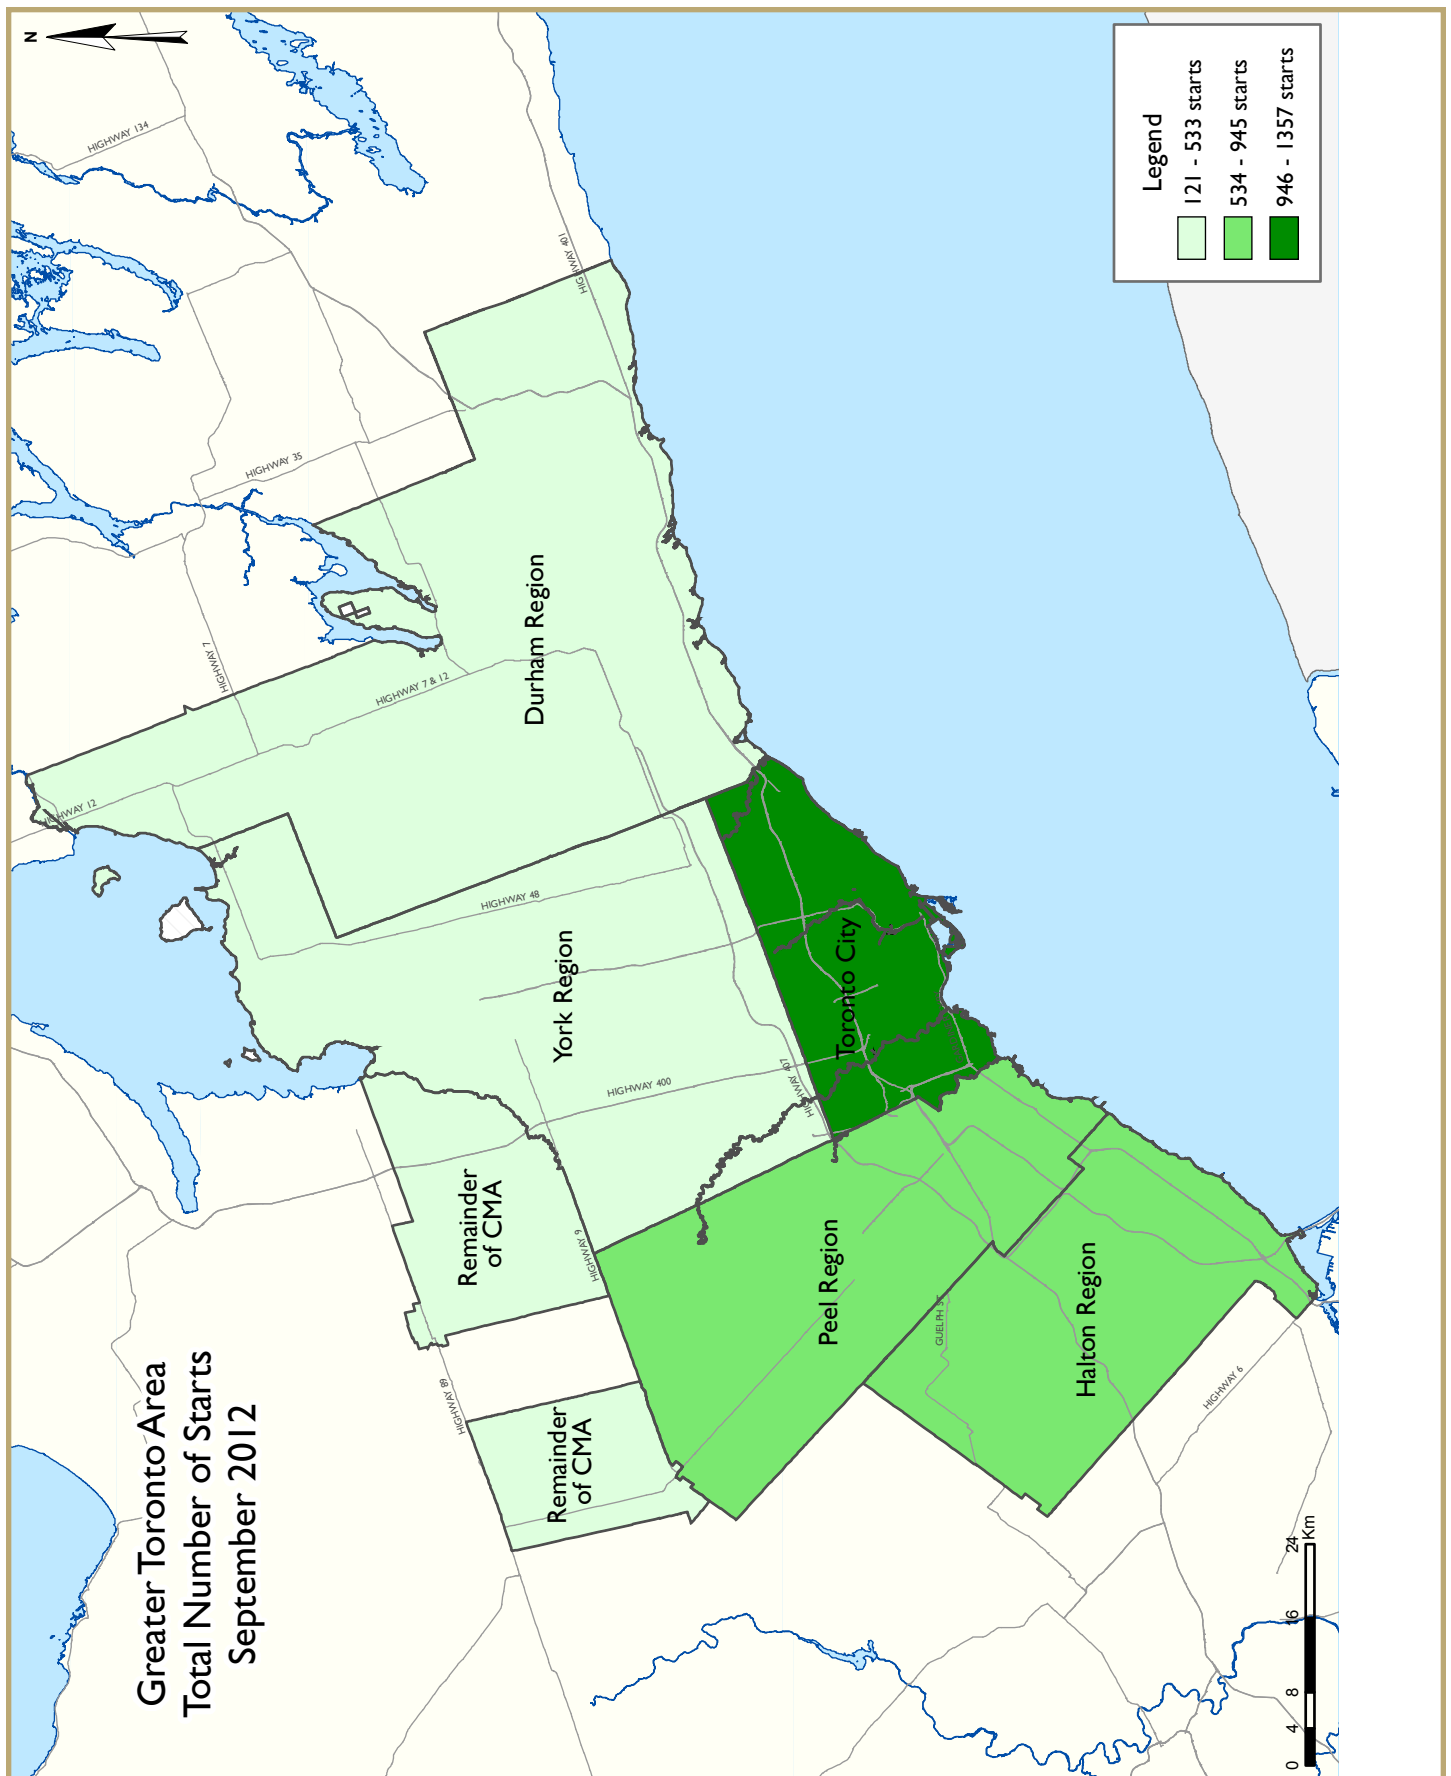 Greater Toronto Area
Total Number of Starts
September 2012
N
HIGHWAY 134
HIGHWAY 401
HIGHWAY 35
HIGHWAY 7
HIGHWAY 7 & 12
HIGHWAY 12
Durham Region
HIGHWAY 48
York Region
HIGHWAY 400
HIGHWAY 407
Toronto City
Remainder
of CMA
HIGHWAY 9
HIGHWAY 89
Remainder
of CMA
Peel Region
GUELPH ST
Halton Region
HIGHWAY 6
Legend
121 - 533 starts
534 - 945 starts
946 - 1357 starts
0 4 8 16 24
Km